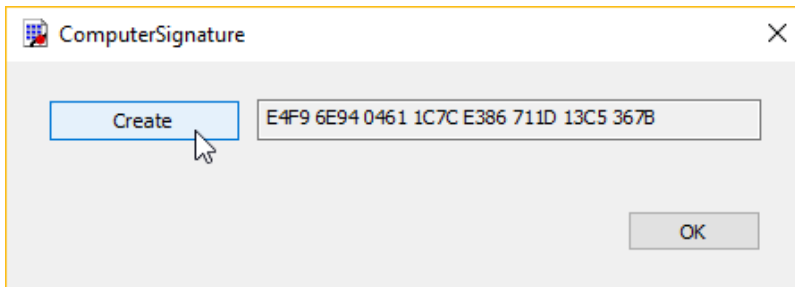 ComputerSignature
Create
E4F9 6E94 0461 1C7C E386 711D 13C5 367B
OK